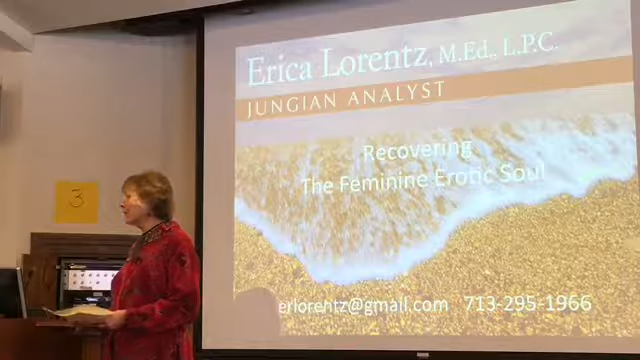 3
Erica Lorentz, M.Ed., L.P.C.
JUNGIAN ANALYST
Recovering
The Feminine Erotic Soul
erlorentz@gmail.com 713-295-1966